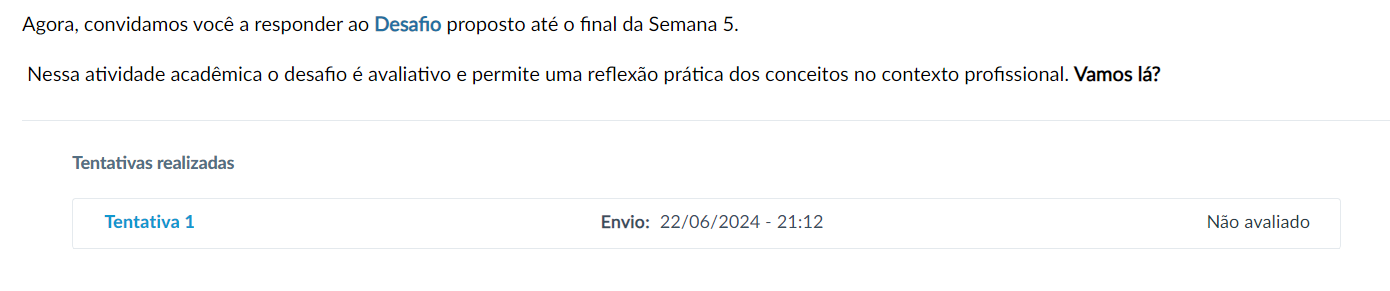 Agora, convidamos você a responder ao Desafio proposto até o final da Semana 5.
Nessa atividade acadêmica o desafio é avaliativo e permite uma reflexão prática dos conceitos no contexto profissional. Vamos lá?
Tentativas realizadas
Tentativa 1 Envio: 22/06/2024 - 21:12 Não avaliado